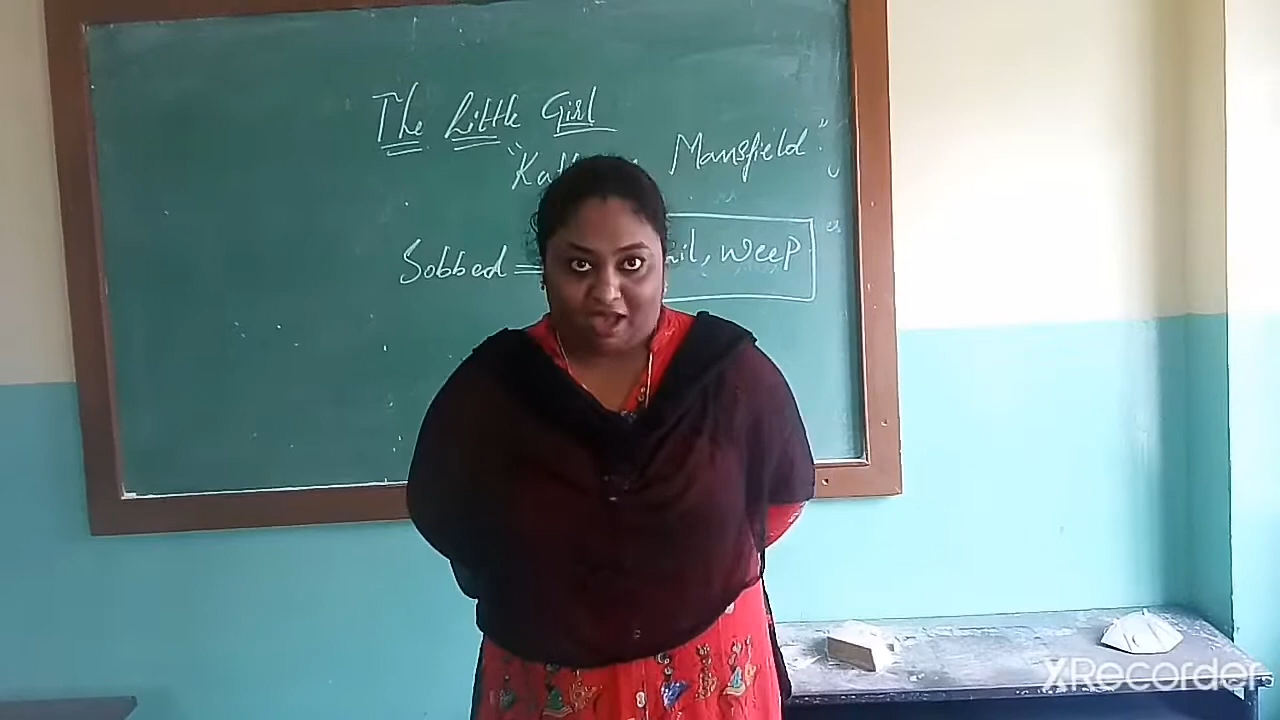 The Little Girl
Mansfield"
Sobbed = , weep.
XRecorder